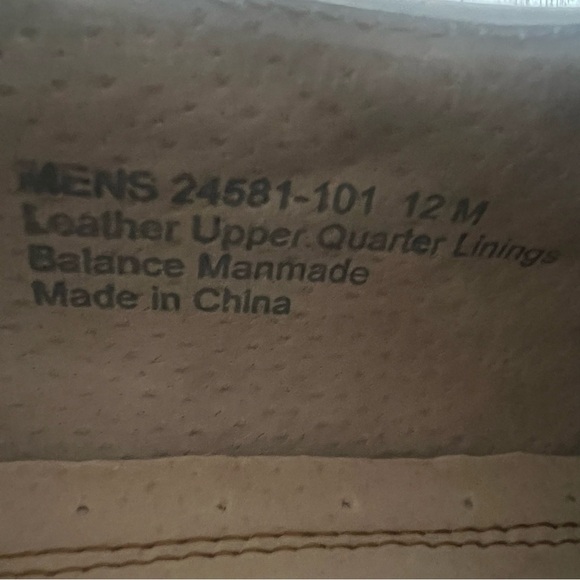 MENS 24581-101 12 M
Leather Upper Quarter Linings
Balance Manmade
Made in China